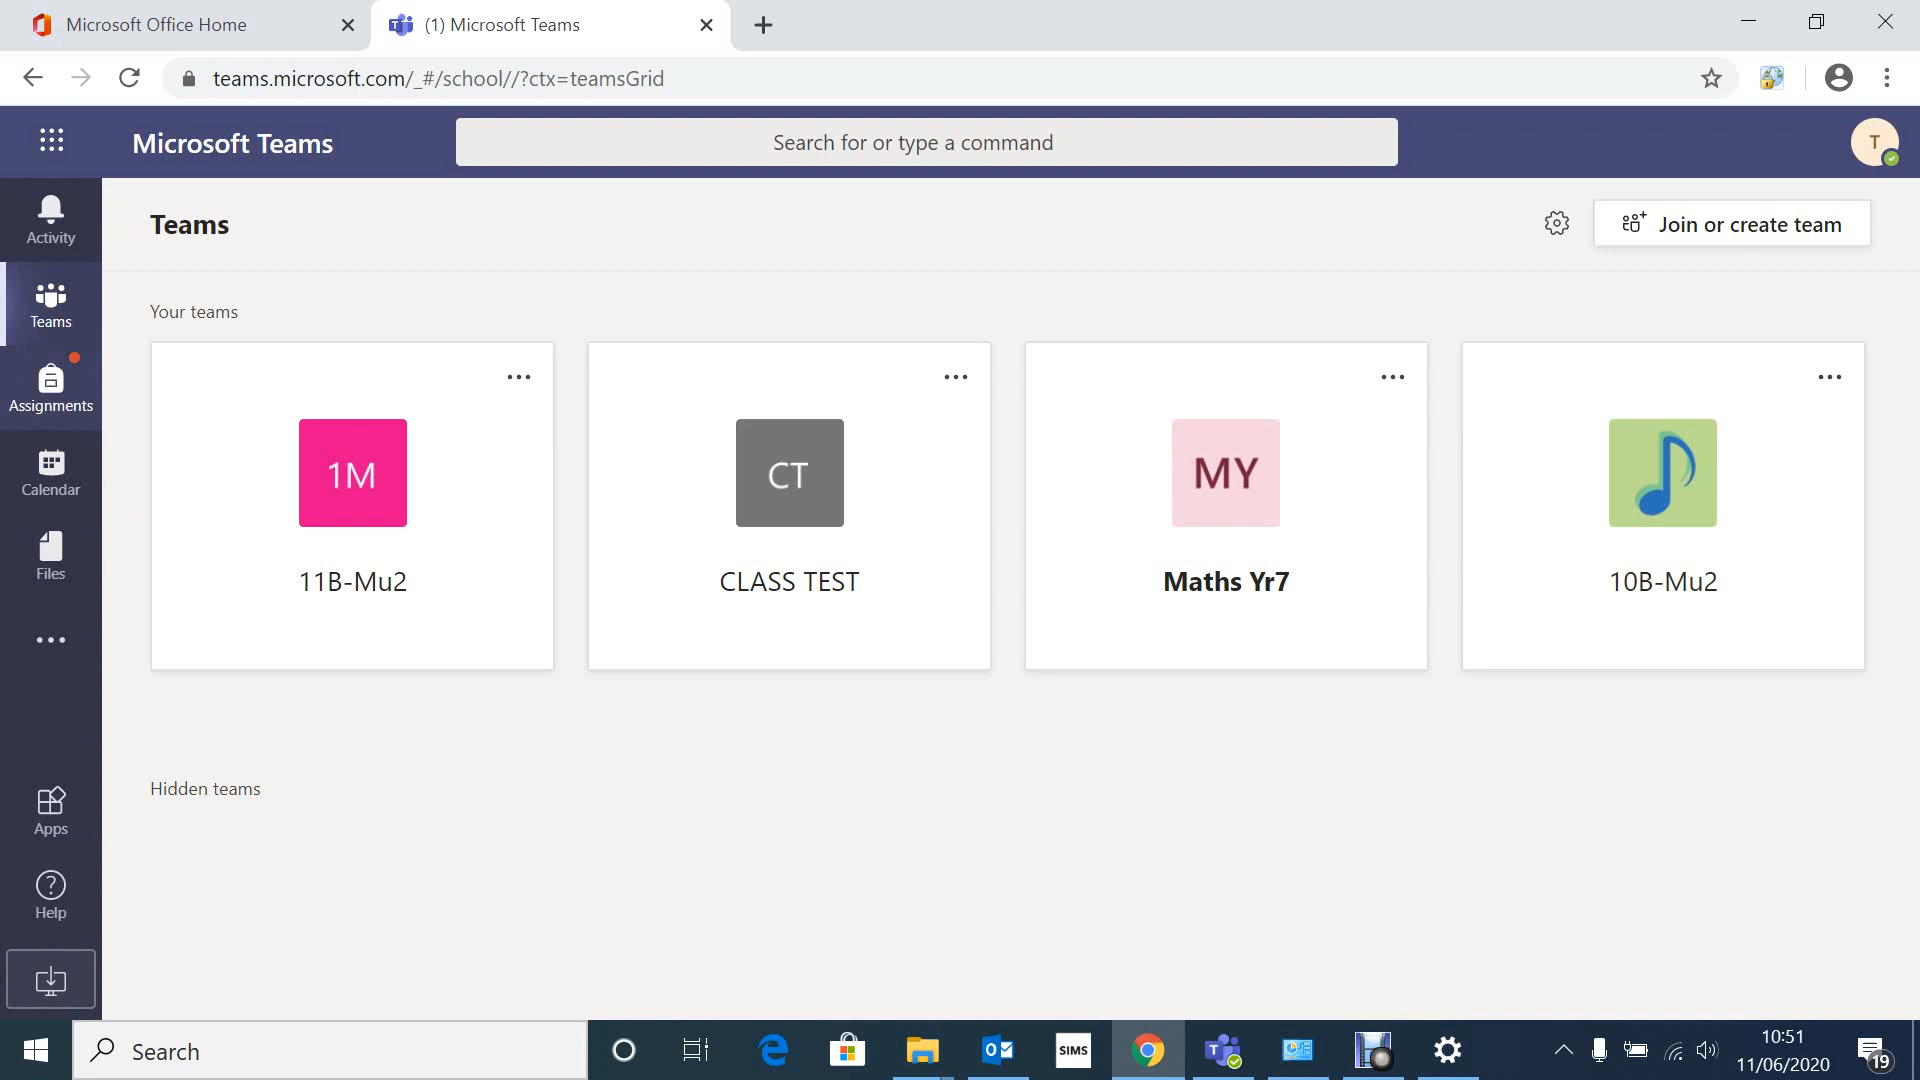 Microsoft Office Home
(1) Microsoft Teams
teams.microsoft.com/_#/school//?ctx=teamsGrid
Microsoft Teams
Search for or type a command
T
Activity
Teams
Assignments
Calendar
Files
Apps
Help
Teams
Join or create team
Your teams
1M
CT
MY
11B-Mu2
CLASS TEST
Maths Yr7
10B-Mu2
Hidden teams
Search
SIMS
10:51
11/06/2020
19